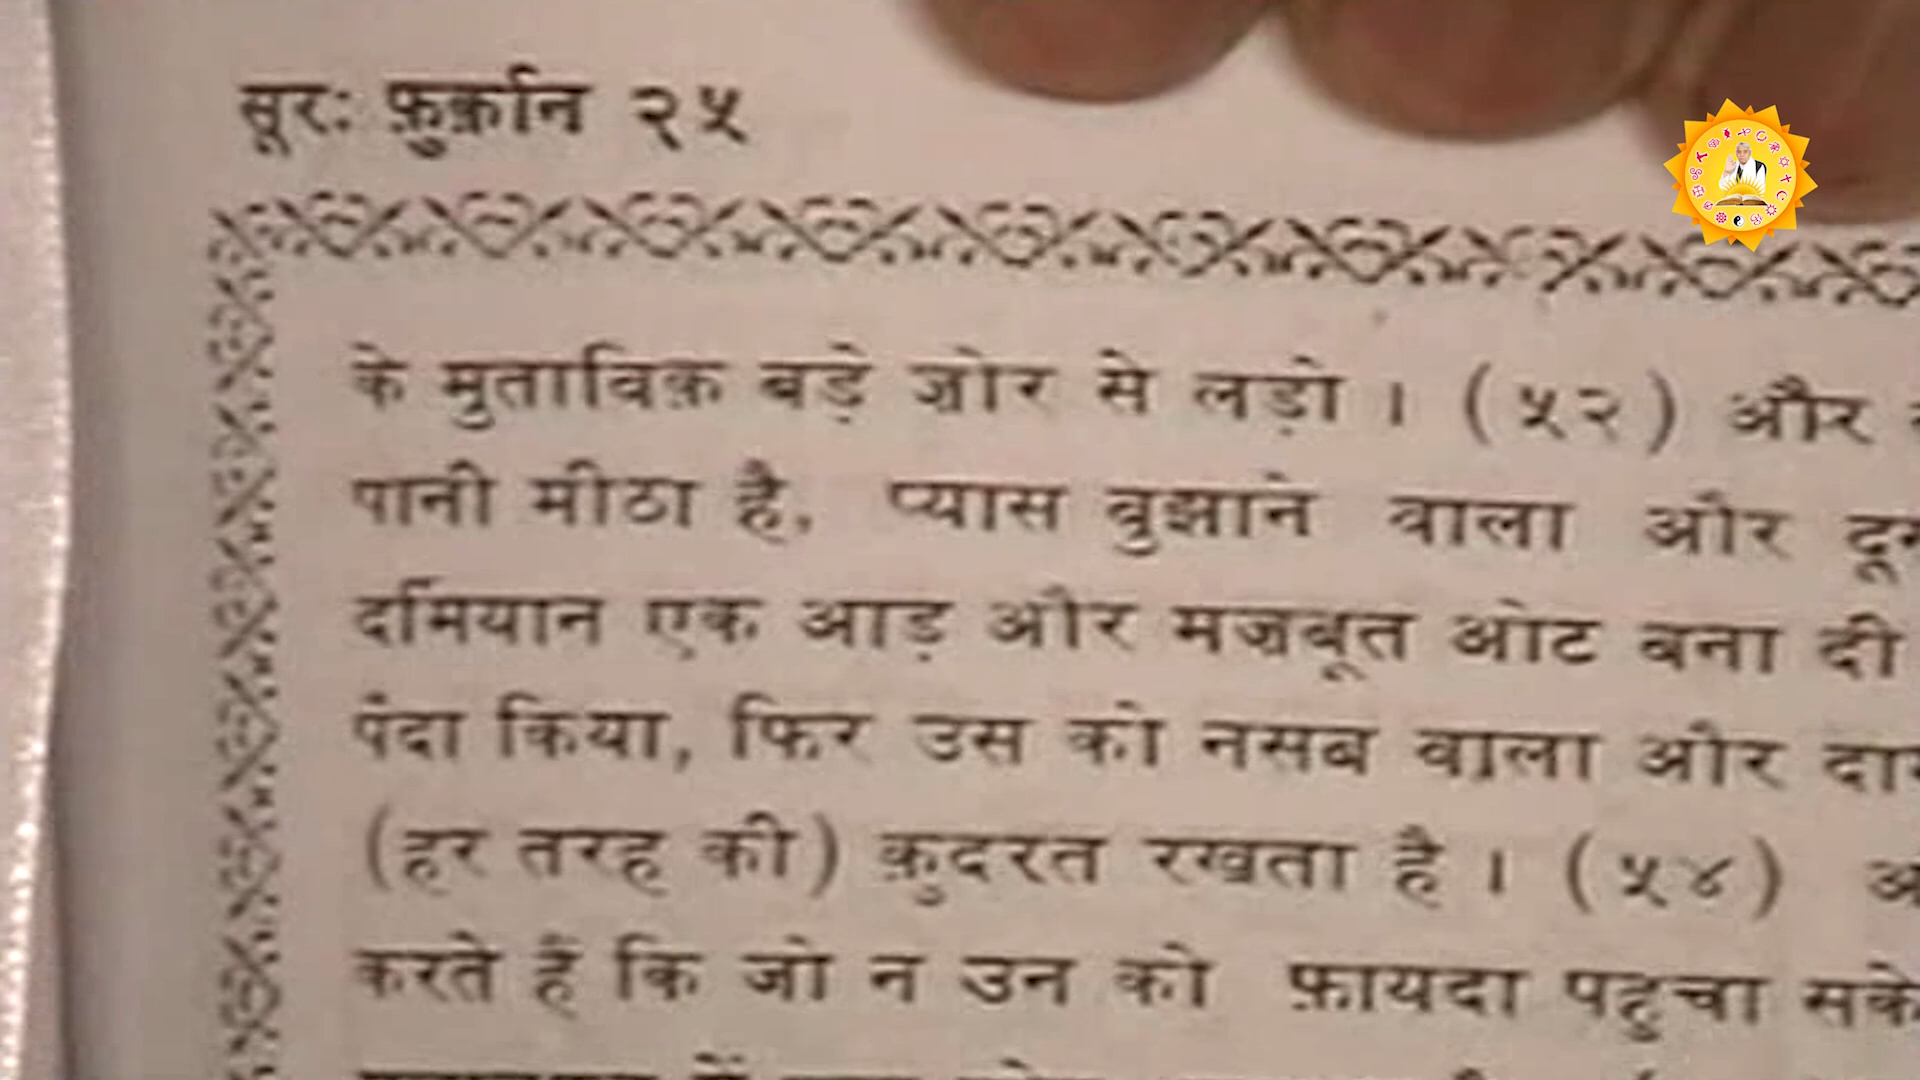 सूरः फ़ुर्क़ान २५
के मुताबिक़ बड़े ज़ोर से लड़ो । (५२) और
पानी मीठा है, प्यास बुझाने वाला और
दर्मियान एक आड़ और मज़बूत ओट बना दी
पैदा किया, फिर उस को नसब वाला और
(हर तरह की) क़ुदरत रखता है । (५४)
करते हैं कि जो न उन को फ़ायदा पहुंचा सके